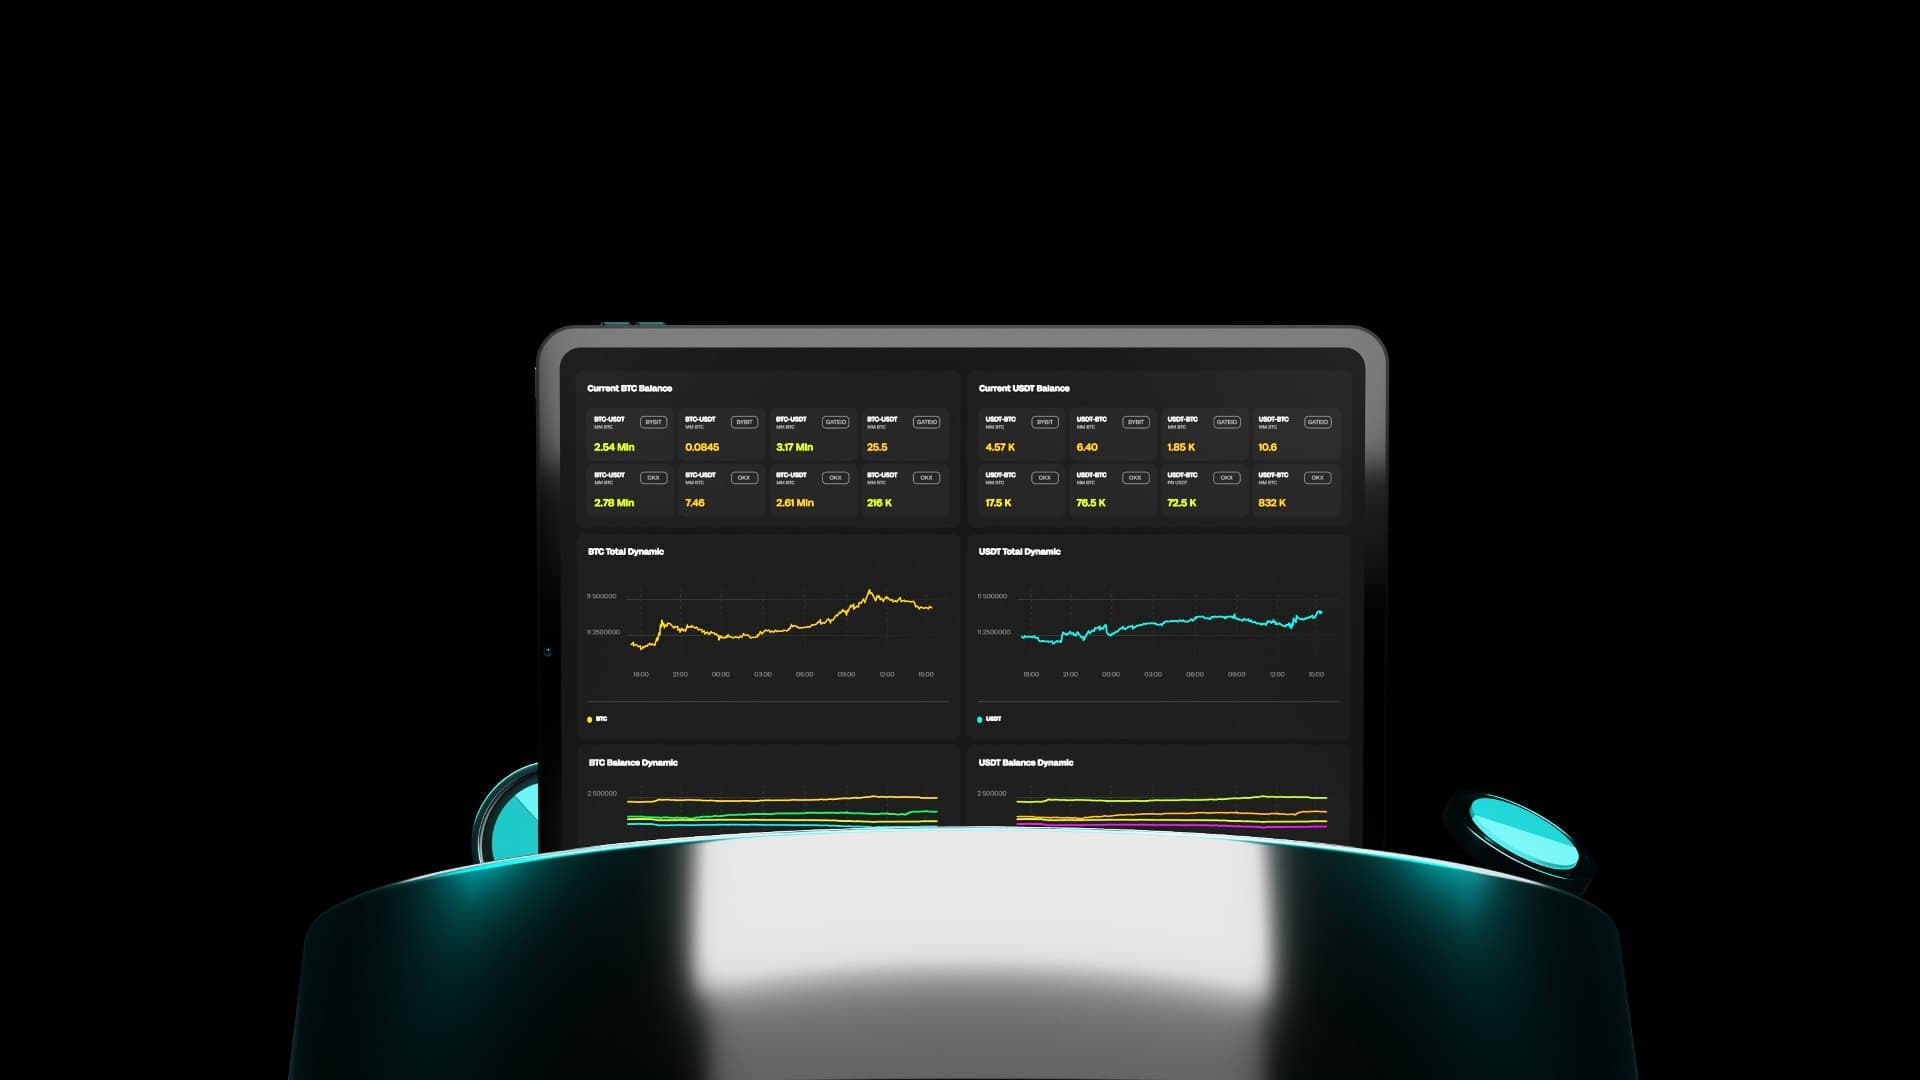 Current BTC Balance
BTC-USDT BYBIT BTC-USDT BYBIT BTC-USDT GATEIO BTC-USDT GATEIO
MM BTC MM BTC MM BTC MM BTC
2.54 Mln 0.0845 3.17 Mln 25.5
BTC-USDT OKX BTC-USDT OKX BTC-USDT OKX BTC-USDT OKX
MM BTC MM BTC MM BTC MM BTC
2.78 Mln 7.46 2.61 Mln 216 K
Current USDT Balance
USDT-BTC BYBIT USDT-BTC BYBIT USDT-BTC GATEIO USDT-BTC GATEIO
MM BTC MM BTC MM BTC MM BTC
4.57 K 6.40 1.85 K 10.6
USDT-BTC OKX USDT-BTC OKX USDT-BTC OKX USDT-BTC OKX
MM BTC MM BTC PD USDT MM BTC
17.5 K 76.5 K 72.5 K 832 K
BTC Total Dynamic
11 500000
11 2500000
18:00 21:00 00:00 03:00 06:00 09:00 12:00 15:00
BTC
USDT Total Dynamic
11 500000
11 2500000
18:00 21:00 00:00 03:00 06:00 09:00 12:00 15:00
USDT
BTC Balance Dynamic
2 500000
USDT Balance Dynamic
2 500000